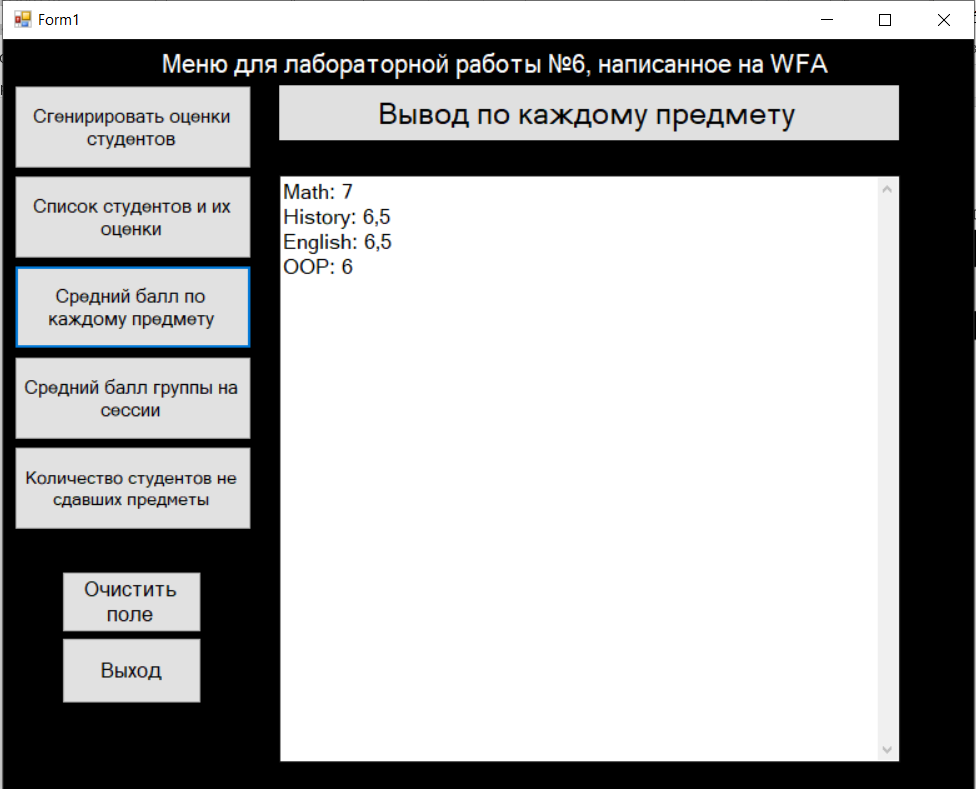 Form1
Меню для лабораторной работы №6, написанное на WFA
Сгенирировать оценки
студентов
Вывод по каждому предмету
Список студентов и их
оценки
Math: 7
History: 6,5
English: 6,5
OOP: 6
Средний балл по
каждому предмету
Средний балл группы на
сессии
Количество студентов не
сдавших предметы
Очистить
поле
Выход